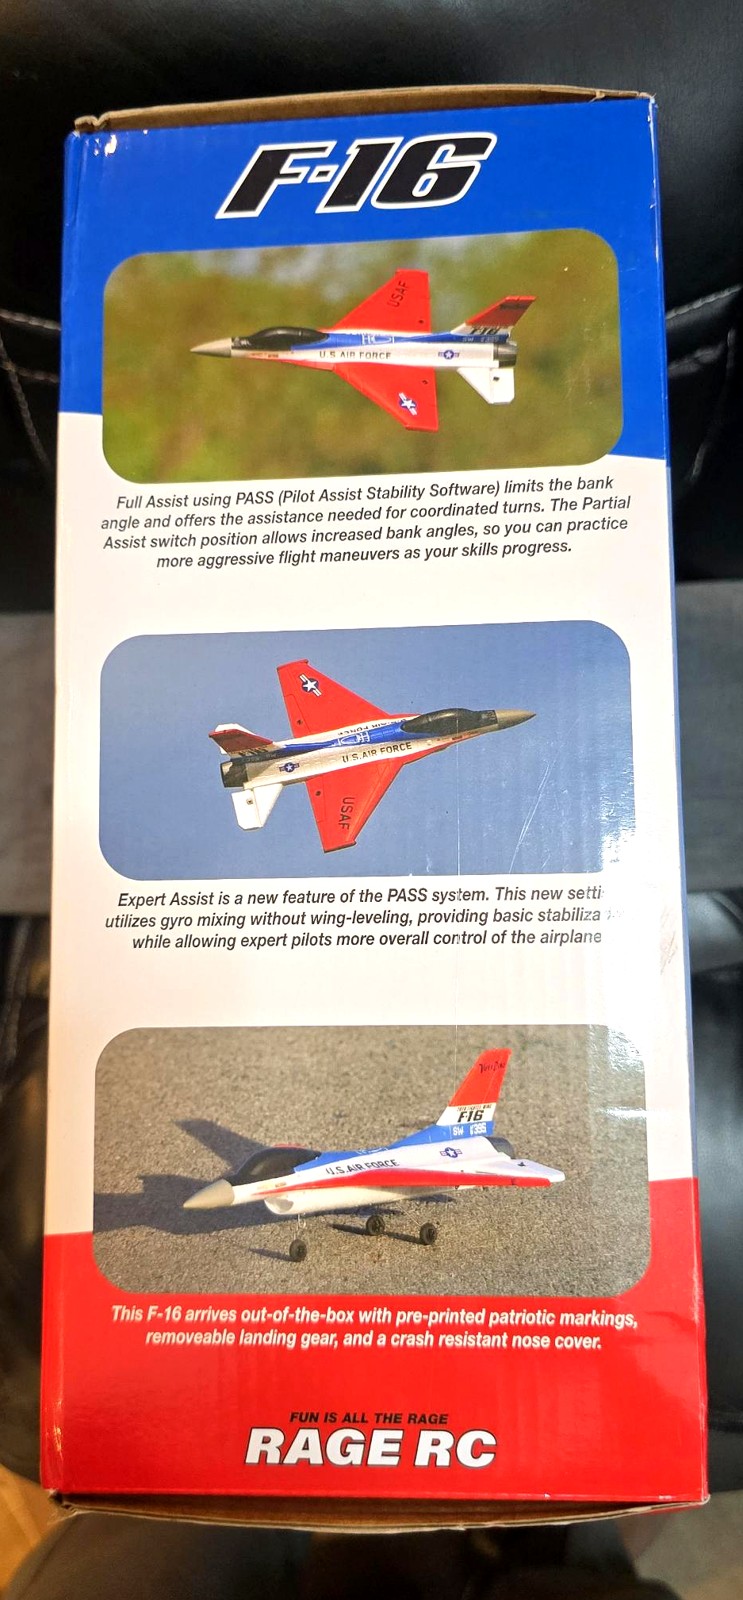 F-16
USAF
F-16
U.S. AIR FORCE
Full Assist using PASS (Pilot Assist Stability Software) limits the bank
angle and offers the assistance needed for coordinated turns. The Partial
Assist switch position allows increased bank angles, so you can practice
more aggressive flight maneuvers as your skills progress.
U.S. AIR FORCE
USAF
Expert Assist is a new feature of the PASS system. This new
utilizes gyro mixing without wing-leveling, providing basic
while allowing expert pilots more overall control of the airplane
F-16
SW
U.S. AIR FORCE
This F-16 arrives out-of-the-box with pre-printed patriotic markings,
removeable landing gear, and a crash resistant nose cover.
FUN IS ALL THE RAGE
RAGE RC